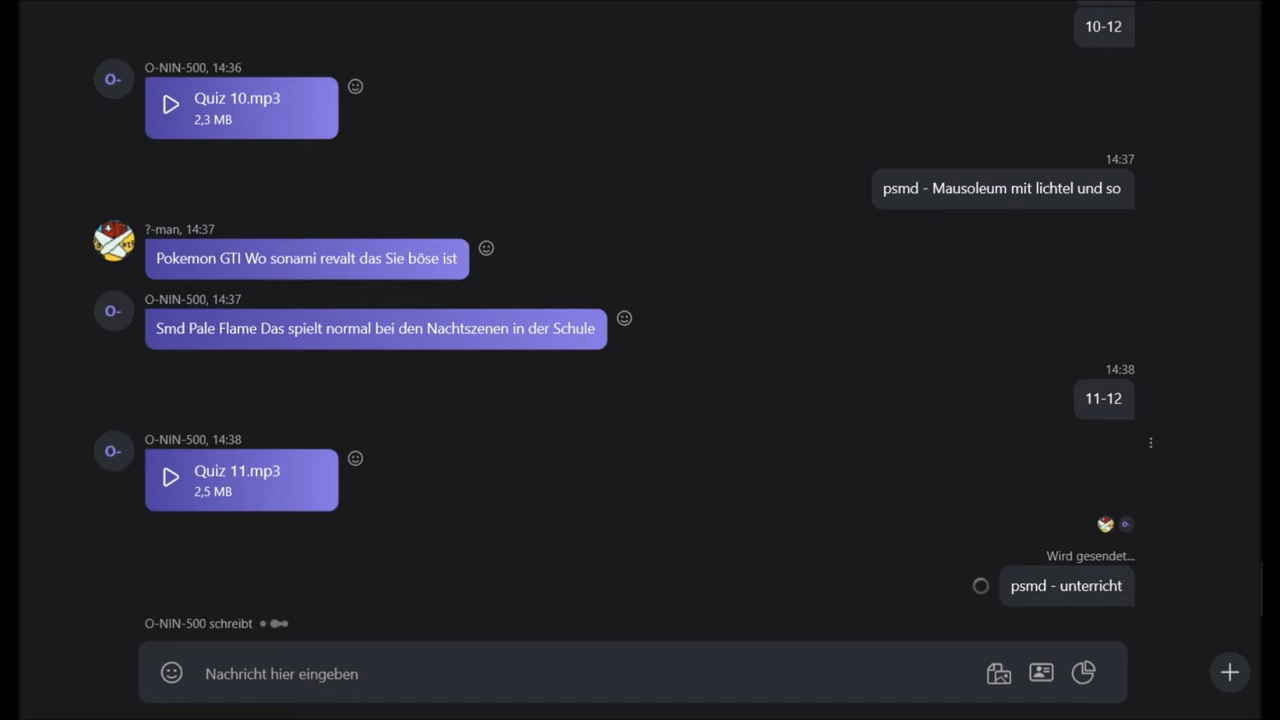 10-12
O-NIN-500, 14:36
O-
Quiz 10.mp3
2,3 MB
14:37
psmd - Mausoleum mit lichtel und so
?-man, 14:37
Pokemon GTI Wo sonami revalt das Sie böse ist
O-NIN-500, 14:37
O-
Smd Pale Flame Das spielt normal bei den Nachtszenen in der Schule
14:38
11-12
O-NIN-500, 14:38
O-
Quiz 11.mp3
2,5 MB
O-
Wird gesendet...
psmd - unterricht
O-NIN-500 schreibt
Nachricht hier eingeben